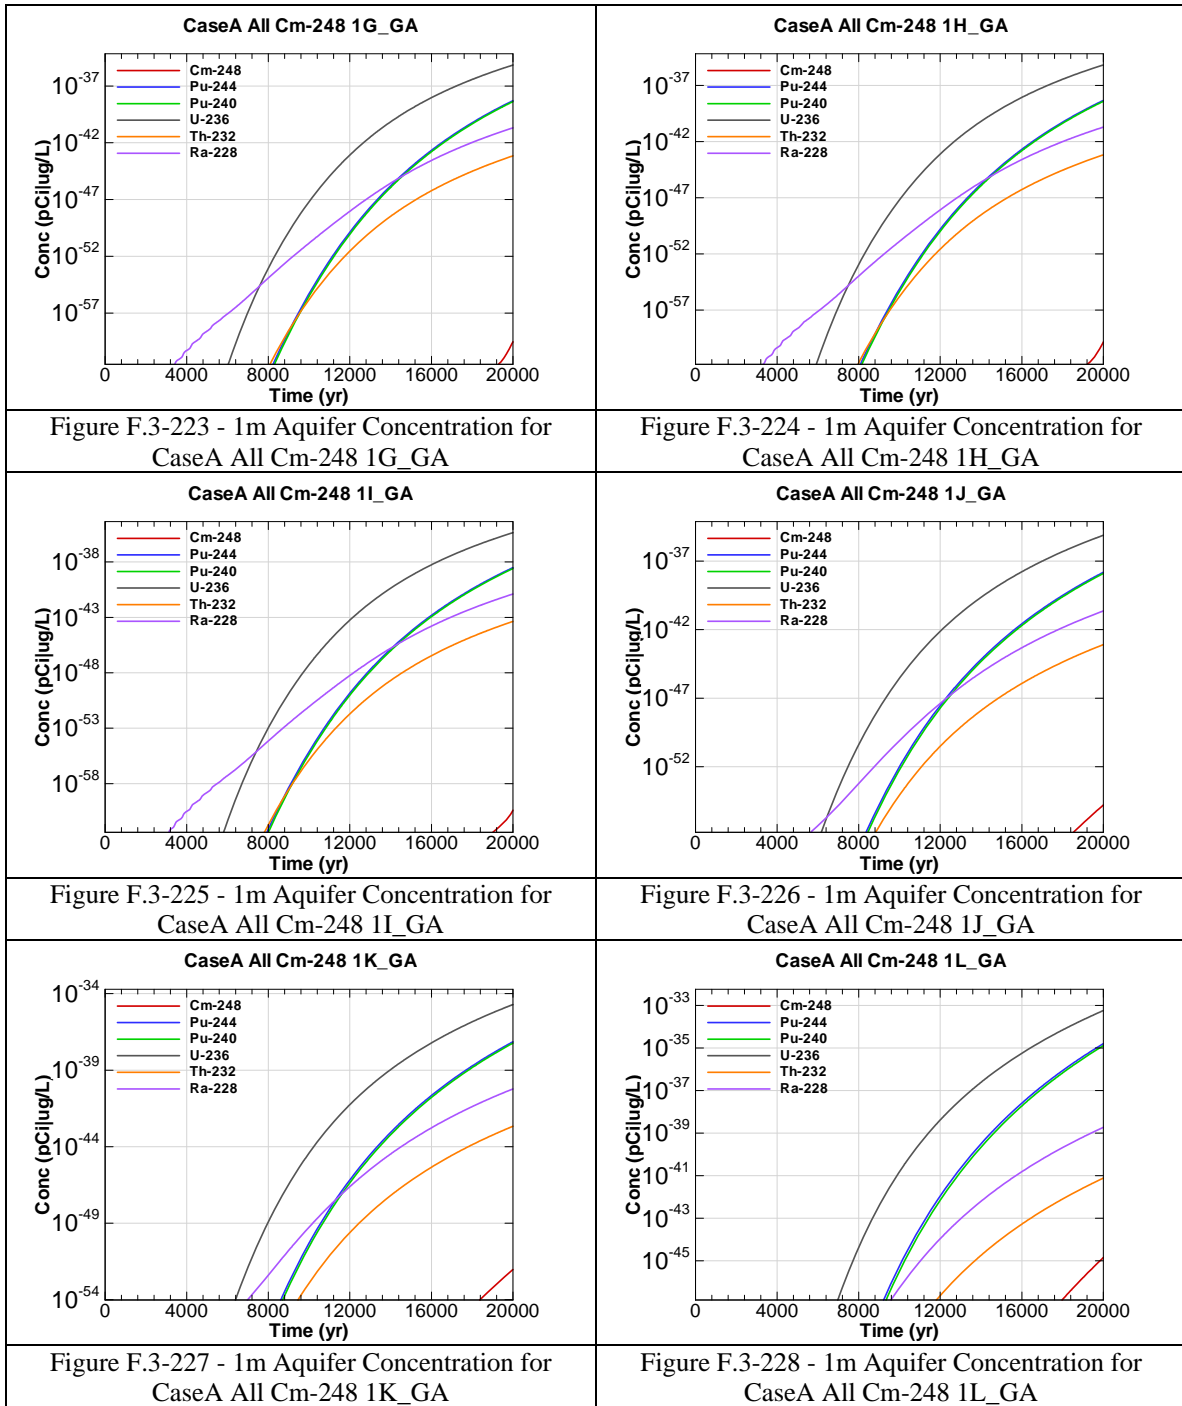 CaseA All Cm-248 1G_GA
Conc (pCi|ug/L)
10^-37
10^-42
10^-47
10^-52
10^-57
Cm-248
Pu-244
Pu-240
U-236
Th-232
Ra-228
0 4000 8000 12000 16000 20000
Time (yr)
Figure F.3-223 - 1m Aquifer Concentration for
CaseA All Cm-248 1G_GA
CaseA All Cm-248 1H_GA
Conc (pCi|ug/L)
10^-37
10^-42
10^-47
10^-52
10^-57
Cm-248
Pu-244
Pu-240
U-236
Th-232
Ra-228
0 4000 8000 12000 16000 20000
Time (yr)
Figure F.3-224 - 1m Aquifer Concentration for
CaseA All Cm-248 1H_GA
CaseA All Cm-248 1I_GA
Conc (pCi|ug/L)
10^-38
10^-43
10^-48
10^-53
10^-58
Cm-248
Pu-244
Pu-240
U-236
Th-232
Ra-228
0 4000 8000 12000 16000 20000
Time (yr)
Figure F.3-225 - 1m Aquifer Concentration for
CaseA All Cm-248 1I_GA
CaseA All Cm-248 1J_GA
Conc (pCi|ug/L)
10^-37
10^-42
10^-47
10^-52
Cm-248
Pu-244
Pu-240
U-236
Th-232
Ra-228
0 4000 8000 12000 16000 20000
Time (yr)
Figure F.3-226 - 1m Aquifer Concentration for
CaseA All Cm-248 1J_GA
CaseA All Cm-248 1K_GA
Conc (pCi|ug/L)
10^-34
10^-39
10^-44
10^-49
10^-54
Cm-248
Pu-244
Pu-240
U-236
Th-232
Ra-228
0 4000 8000 12000 16000 20000
Time (yr)
Figure F.3-227 - 1m Aquifer Concentration for
CaseA All Cm-248 1K_GA
CaseA All Cm-248 1L_GA
Conc (pCi|ug/L)
10^-33
10^-35
10^-37
10^-39
10^-41
10^-43
10^-45
Cm-248
Pu-244
Pu-240
U-236
Th-232
Ra-228
0 4000 8000 12000 16000 20000
Time (yr)
Figure F.3-228 - 1m Aquifer Concentration for
CaseA All Cm-248 1L_GA